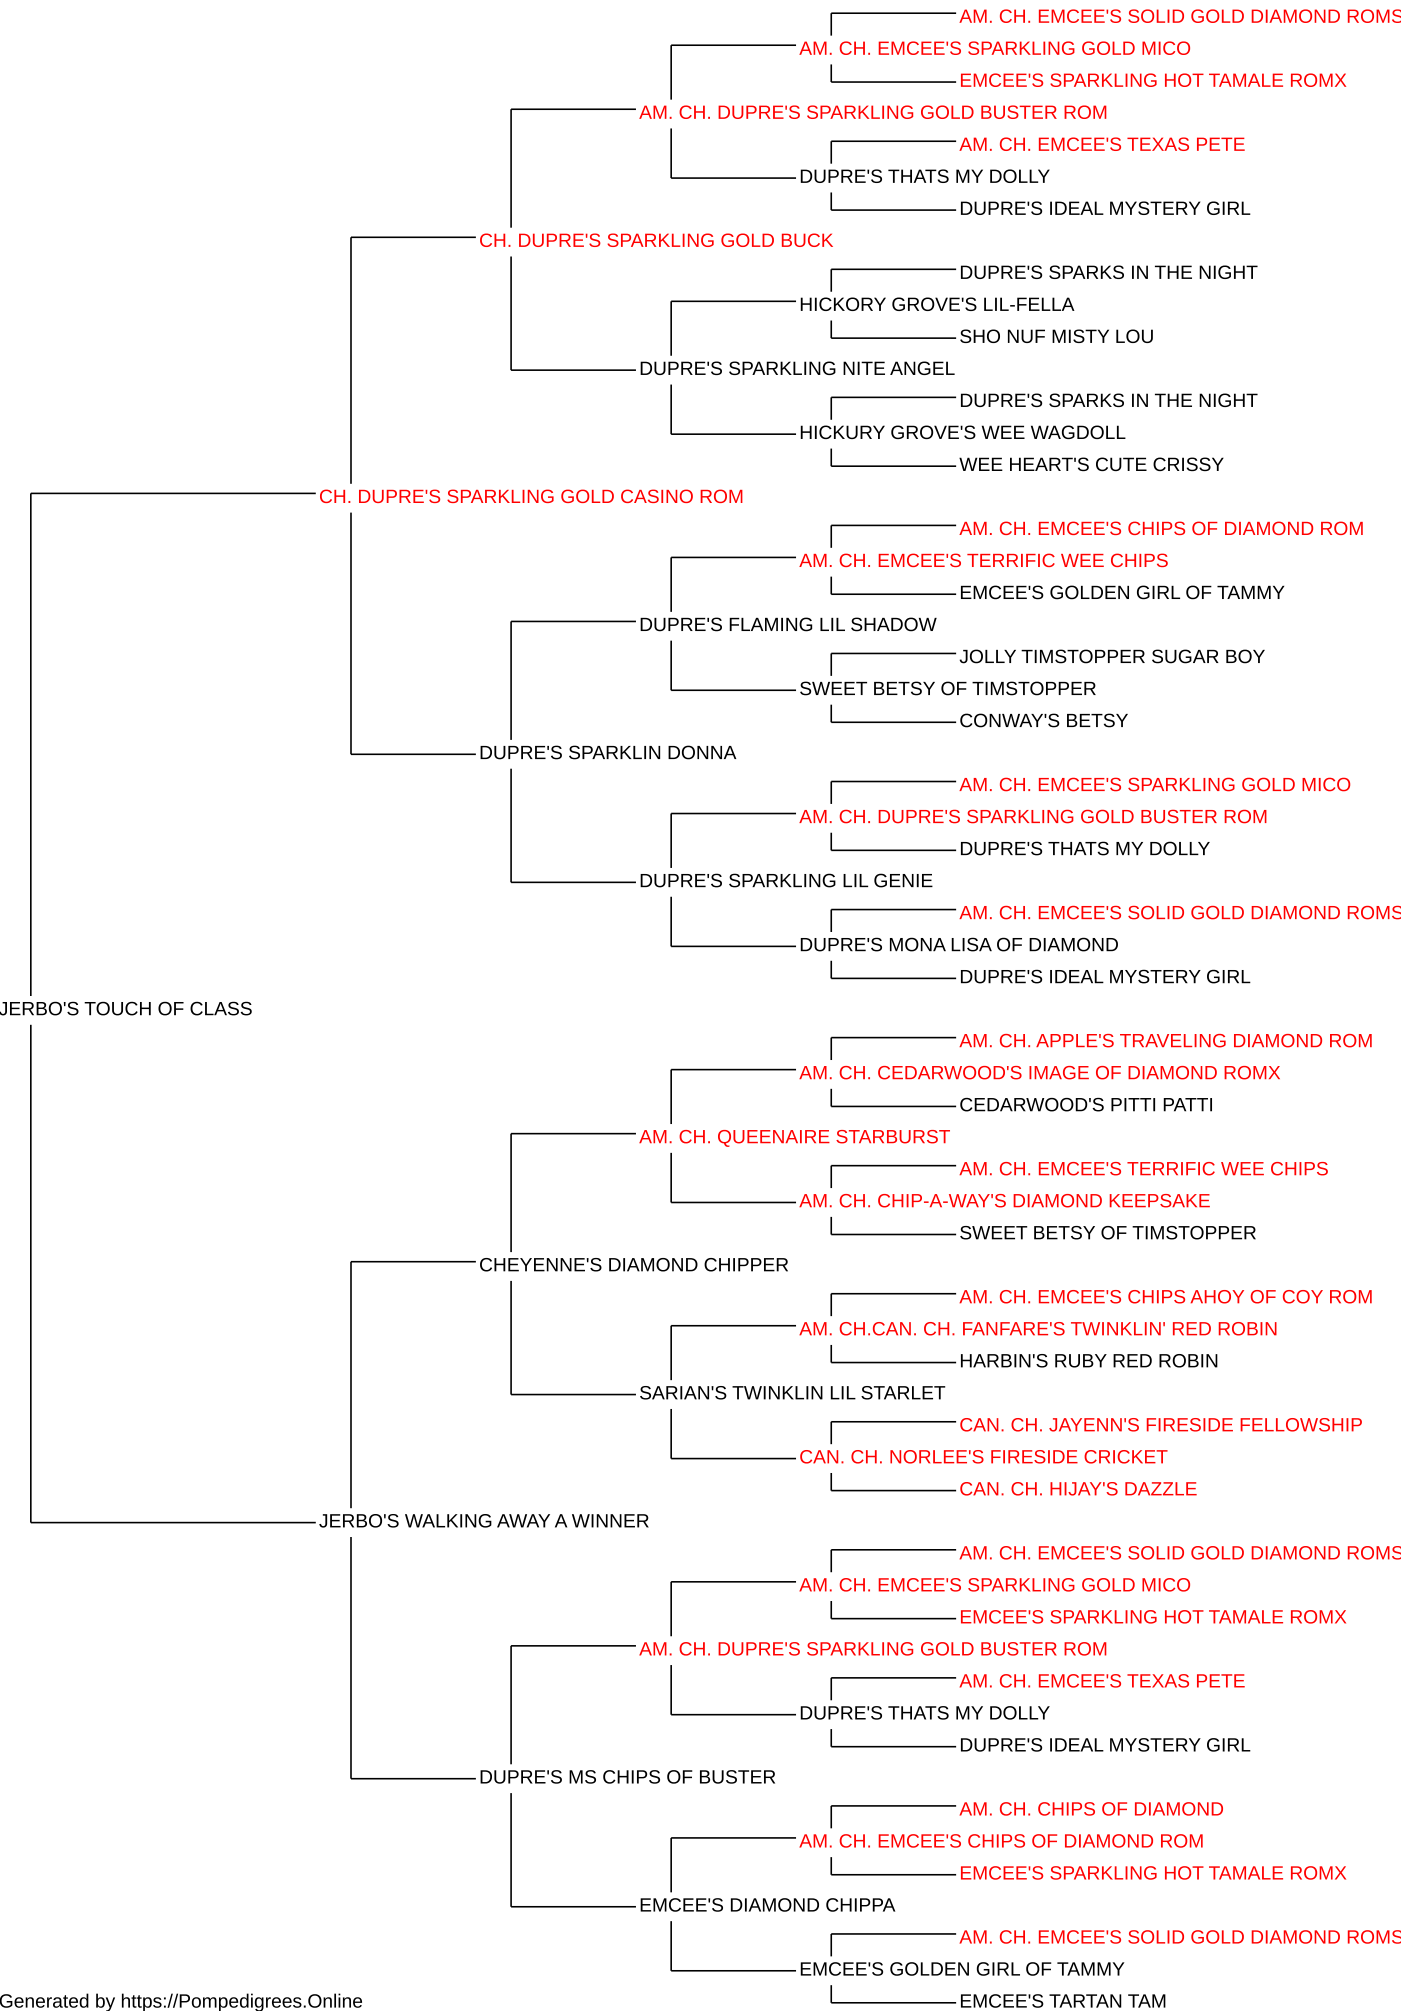 AM. CH. EMCEE'S SOLID GOLD DIAMOND ROMS
AM. CH. EMCEE'S SPARKLING GOLD MICO
EMCEE'S SPARKLING HOT TAMALE ROMX
AM. CH. DUPRE'S SPARKLING GOLD BUSTER ROM
AM. CH. EMCEE'S TEXAS PETE
DUPRE'S THATS MY DOLLY
DUPRE'S IDEAL MYSTERY GIRL
CH. DUPRE'S SPARKLING GOLD BUCK
DUPRE'S SPARKS IN THE NIGHT
HICKORY GROVE'S LIL-FELLA
SHO NUF MISTY LOU
DUPRE'S SPARKLING NITE ANGEL
DUPRE'S SPARKS IN THE NIGHT
HICKURY GROVE'S WEE WAGDOLL
WEE HEART'S CUTE CRISSY
CH. DUPRE'S SPARKLING GOLD CASINO ROM
AM. CH. EMCEE'S CHIPS OF DIAMOND ROM
AM. CH. EMCEE'S TERRIFIC WEE CHIPS
EMCEE'S GOLDEN GIRL OF TAMMY
DUPRE'S FLAMING LIL SHADOW
JOLLY TIMSTOPPER SUGAR BOY
SWEET BETSY OF TIMSTOPPER
CONWAY'S BETSY
DUPRE'S SPARKLIN DONNA
AM. CH. EMCEE'S SPARKLING GOLD MICO
AM. CH. DUPRE'S SPARKLING GOLD BUSTER ROM
DUPRE'S THATS MY DOLLY
DUPRE'S SPARKLING LIL GENIE
AM. CH. EMCEE'S SOLID GOLD DIAMOND ROMS
DUPRE'S MONA LISA OF DIAMOND
DUPRE'S IDEAL MYSTERY GIRL
JERBO'S TOUCH OF CLASS
AM. CH. APPLE'S TRAVELING DIAMOND ROM
AM. CH. CEDARWOOD'S IMAGE OF DIAMOND ROMX
CEDARWOOD'S PITTI PATTI
AM. CH. QUEENAIRE STARBURST
AM. CH. EMCEE'S TERRIFIC WEE CHIPS
AM. CH. CHIP-A-WAY'S DIAMOND KEEPSAKE
SWEET BETSY OF TIMSTOPPER
CHEYENNE'S DIAMOND CHIPPER
AM. CH. EMCEE'S CHIPS AHOY OF COY ROM
AM. CH.CAN. CH. FANFARE'S TWINKLIN' RED ROBIN
HARBIN'S RUBY RED ROBIN
SARIAN'S TWINKLIN LIL STARLET
CAN. CH. JAYENN'S FIRESIDE FELLOWSHIP
CAN. CH. NORLEE'S FIRESIDE CRICKET
CAN. CH. HIJAY'S DAZZLE
JERBO'S WALKING AWAY A WINNER
AM. CH. EMCEE'S SOLID GOLD DIAMOND ROMS
AM. CH. EMCEE'S SPARKLING GOLD MICO
EMCEE'S SPARKLING HOT TAMALE ROMX
AM. CH. DUPRE'S SPARKLING GOLD BUSTER ROM
AM. CH. EMCEE'S TEXAS PETE
DUPRE'S THATS MY DOLLY
DUPRE'S IDEAL MYSTERY GIRL
DUPRE'S MS CHIPS OF BUSTER
AM. CH. CHIPS OF DIAMOND
AM. CH. EMCEE'S CHIPS OF DIAMOND ROM
EMCEE'S SPARKLING HOT TAMALE ROMX
EMCEE'S DIAMOND CHIPPA
AM. CH. EMCEE'S SOLID GOLD DIAMOND ROMS
EMCEE'S GOLDEN GIRL OF TAMMY
EMCEE'S TARTAN TAM
Generated by https://Pompedigrees.Online